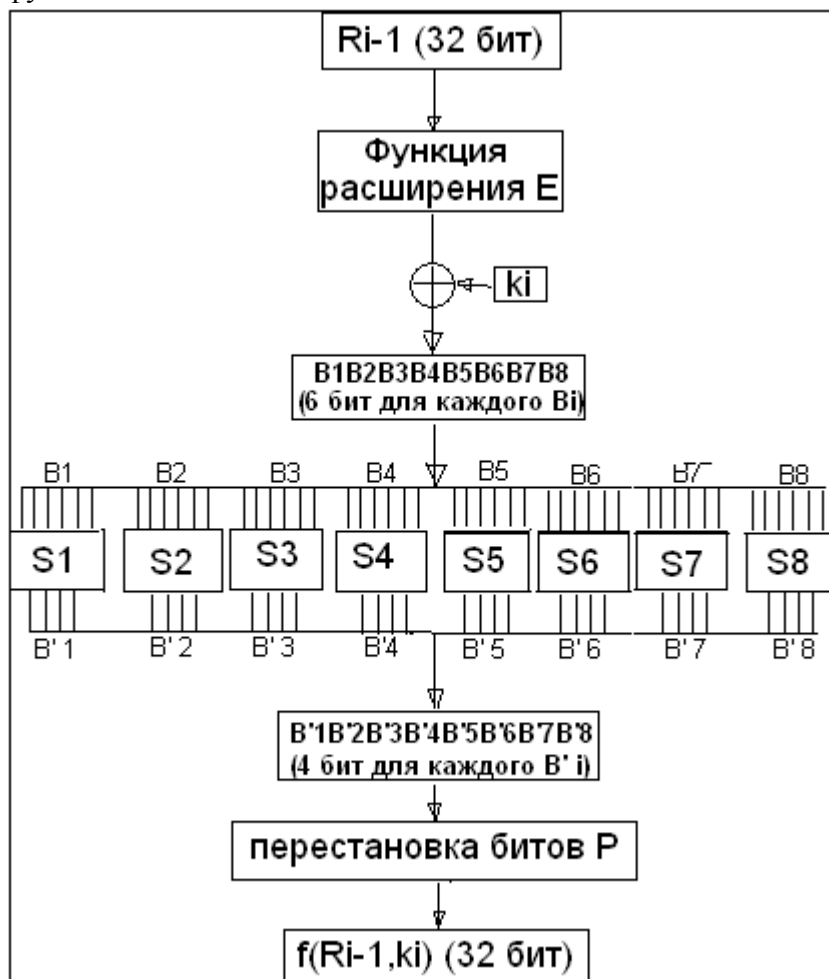 Ri-1 (32 бит)
Функция
расширения E
ki
B1B2B3B4B5B6B7B8
(6 бит для каждого Bi)
B1 B2 B3 B4 B5 B6 B7 B8
S1 S2 S3 S4 S5 S6 S7 S8
B'1 B'2 B'3 B'4 B'5 B'6 B'7 B'8
B'1B'2B'3B'4B'5B'6B'7B'8
(4 бит для каждого B' i)
перестановка битов P
f(Ri-1,ki) (32 бит)